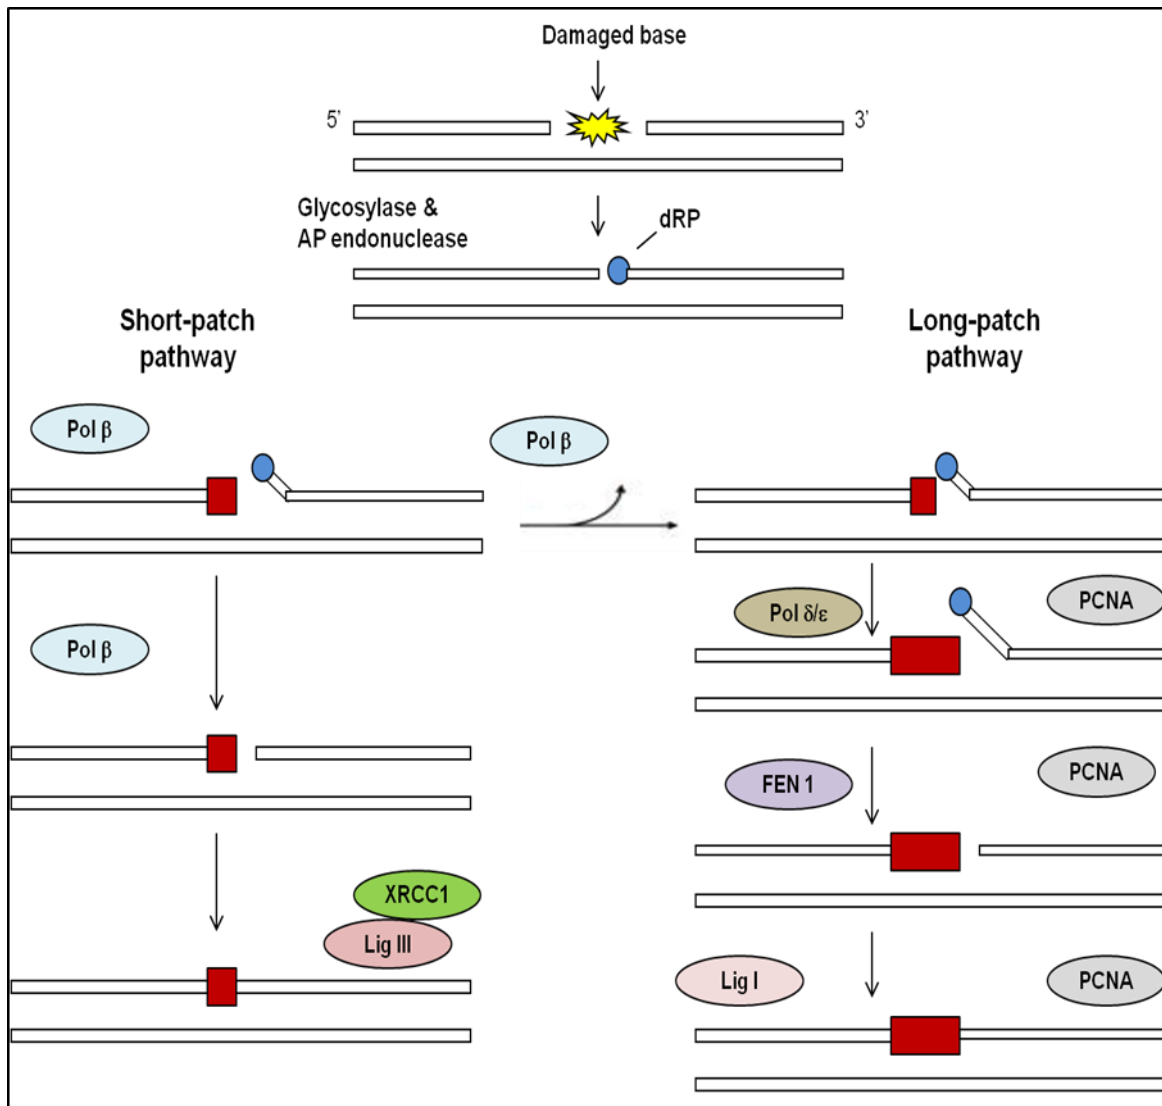 Damaged base
5’
3’
Glycosylase &
AP endonuclease
dRP
Short-patch
pathway
Long-patch
pathway
Pol β
Pol β
Pol δ/ε
PCNA
Pol β
FEN 1
PCNA
XRCC1
Lig III
Lig I
PCNA